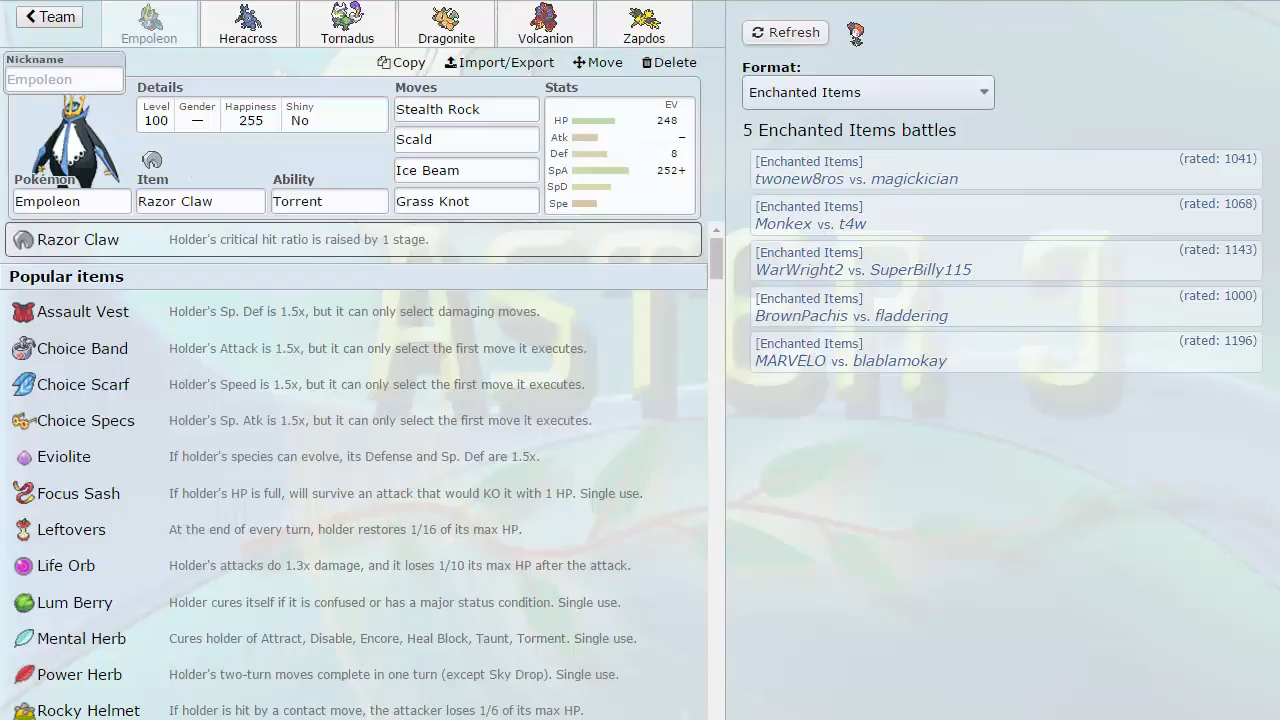 Team
Empoleon
Heracross
Tornadus
Dragonite
Volcanion
Zapdos
Copy
Import/Export
Move
Delete
Nickname
Empoleon
Details
Level
100
Gender
—
Happiness
255
Shiny
No
Pokémon
Empoleon
Item
Razor Claw
Ability
Torrent
Moves
Stealth Rock
Scald
Ice Beam
Grass Knot
Stats
EV
HP 248
Atk –
Def 8
SpA 252+
SpD
Spe
Razor Claw Holder's critical hit ratio is raised by 1 stage.
Popular items
Assault Vest Holder's Sp. Def is 1.5x, but it can only select damaging moves.
Choice Band Holder's Attack is 1.5x, but it can only select the first move it executes.
Choice Scarf Holder's Speed is 1.5x, but it can only select the first move it executes.
Choice Specs Holder's Sp. Atk is 1.5x, but it can only select the first move it executes.
Eviolite If holder's species can evolve, its Defense and Sp. Def are 1.5x.
Focus Sash If holder's HP is full, will survive an attack that would KO it with 1 HP. Single use.
Leftovers At the end of every turn, holder restores 1/16 of its max HP.
Life Orb Holder's attacks do 1.3x damage, and it loses 1/10 its max HP after the attack.
Lum Berry Holder cures itself if it is confused or has a major status condition. Single use.
Mental Herb Cures holder of Attract, Disable, Encore, Heal Block, Taunt, Torment. Single use.
Power Herb Holder's two-turn moves complete in one turn (except Sky Drop). Single use.
Rocky Helmet If holder is hit by a contact move, the attacker loses 1/6 of its max HP.
Refresh
Format:
Enchanted Items
5 Enchanted Items battles
[Enchanted Items] (rated: 1041)
twonew8ros vs. magickician
[Enchanted Items] (rated: 1068)
Monkex vs. t4w
[Enchanted Items] (rated: 1143)
WarWright2 vs. SuperBilly115
[Enchanted Items] (rated: 1000)
BrownPachis vs. fladdering
[Enchanted Items] (rated: 1196)
MARVELO vs. blablamokay